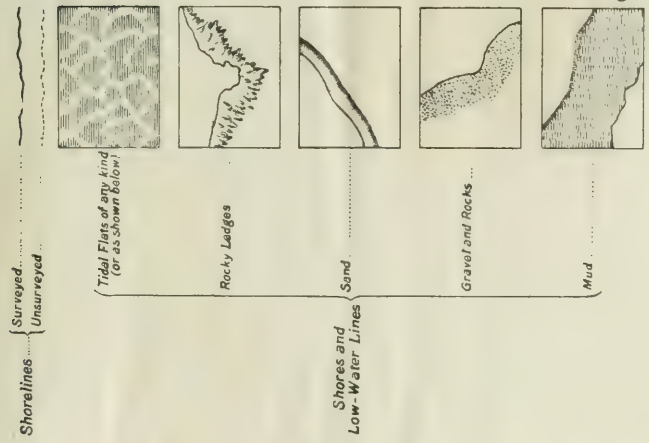 Shorelines
Surveyed
Unsurveyed
Shores and
Low-Water Lines
Tidal Flats of any kind
(or as shown below)
Rocky Ledges
Sand
Gravel and Rocks
Mud